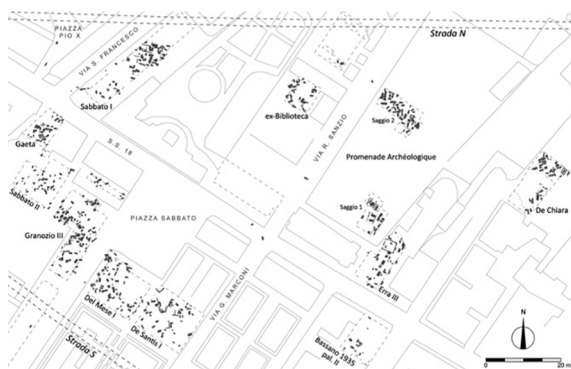 PIAZZA
PIO X
VIA S. FRANCESCO
Strada N
Sabbato I
ex-Biblioteca
Saggio 2
Gaeta
S.S. 18
VIA R. SANZIO
Promenade Archéologique
Sabbato II
Saggio 1
De Chiara
PIAZZA SABBATO
Granozio III
Erra III
Del Mese I
De Santis I
VIA G. MARCONI
Strada S
Bassano 1935
pal. II
N
0
20 m